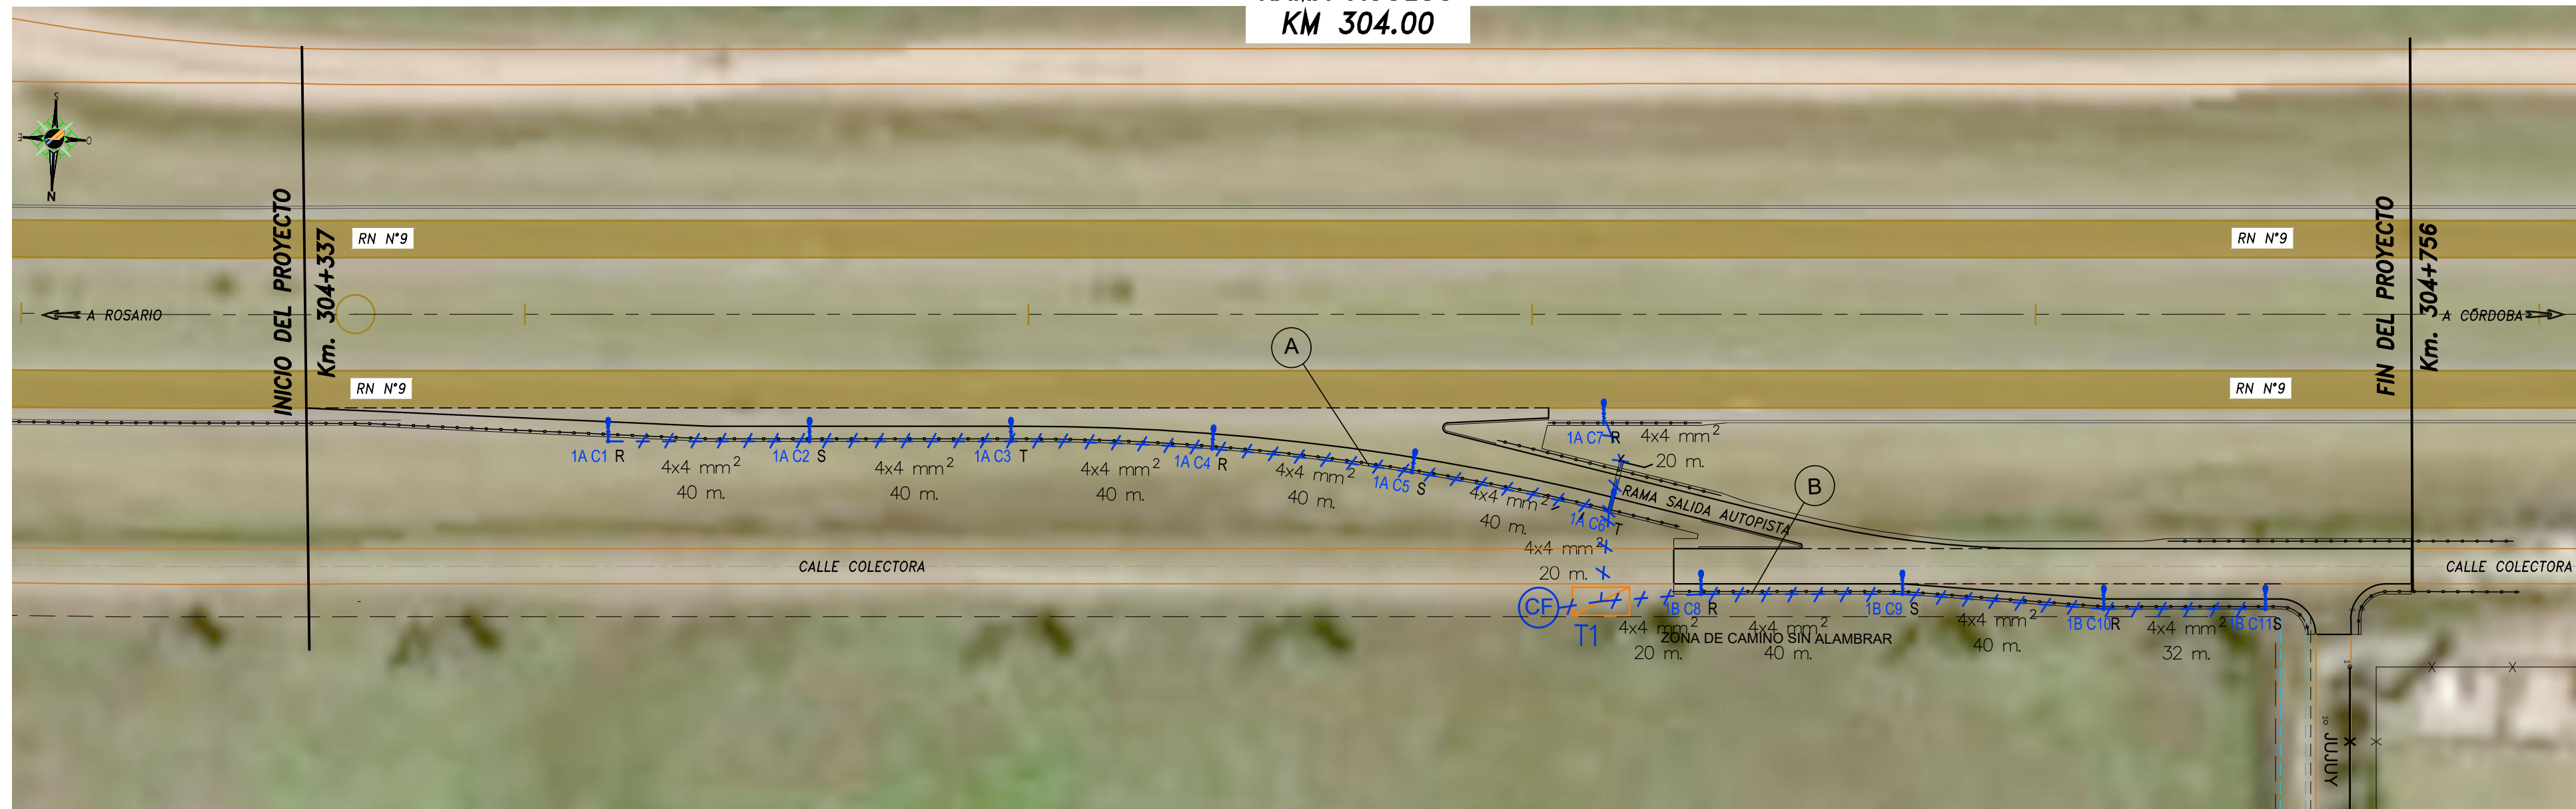 KM 304.00
S
E
O
N
INICIO DEL PROYECTO
Km. 304+337
RN N°9
RN N°9
FIN DEL PROYECTO
Km. 304+756
RN N°9
RN N°9
A ROSARIO
A CÓRDOBA
A
B
1A C1 R
4x4 mm²
40 m.
1A C2 S
4x4 mm²
40 m.
1A C3 T
4x4 mm²
40 m.
1A C4 R
4x4 mm²
40 m.
1A C5 S
4x4 mm²
40 m.
1A C6 T
1A C7 R
4x4 mm²
20 m.
RAMA SALIDA AUTOPISTA
4x4 mm²
20 m.
CALLE COLECTORA
CALLE COLECTORA
CF
T1
1B C8 R
4x4 mm²
20 m.
4x4 mm²
40 m.
ZONA DE CAMINO SIN ALAMBRAR
1B C9 S
4x4 mm²
40 m.
1B C10 R
4x4 mm²
32 m.
1B C11 S
JUJUY